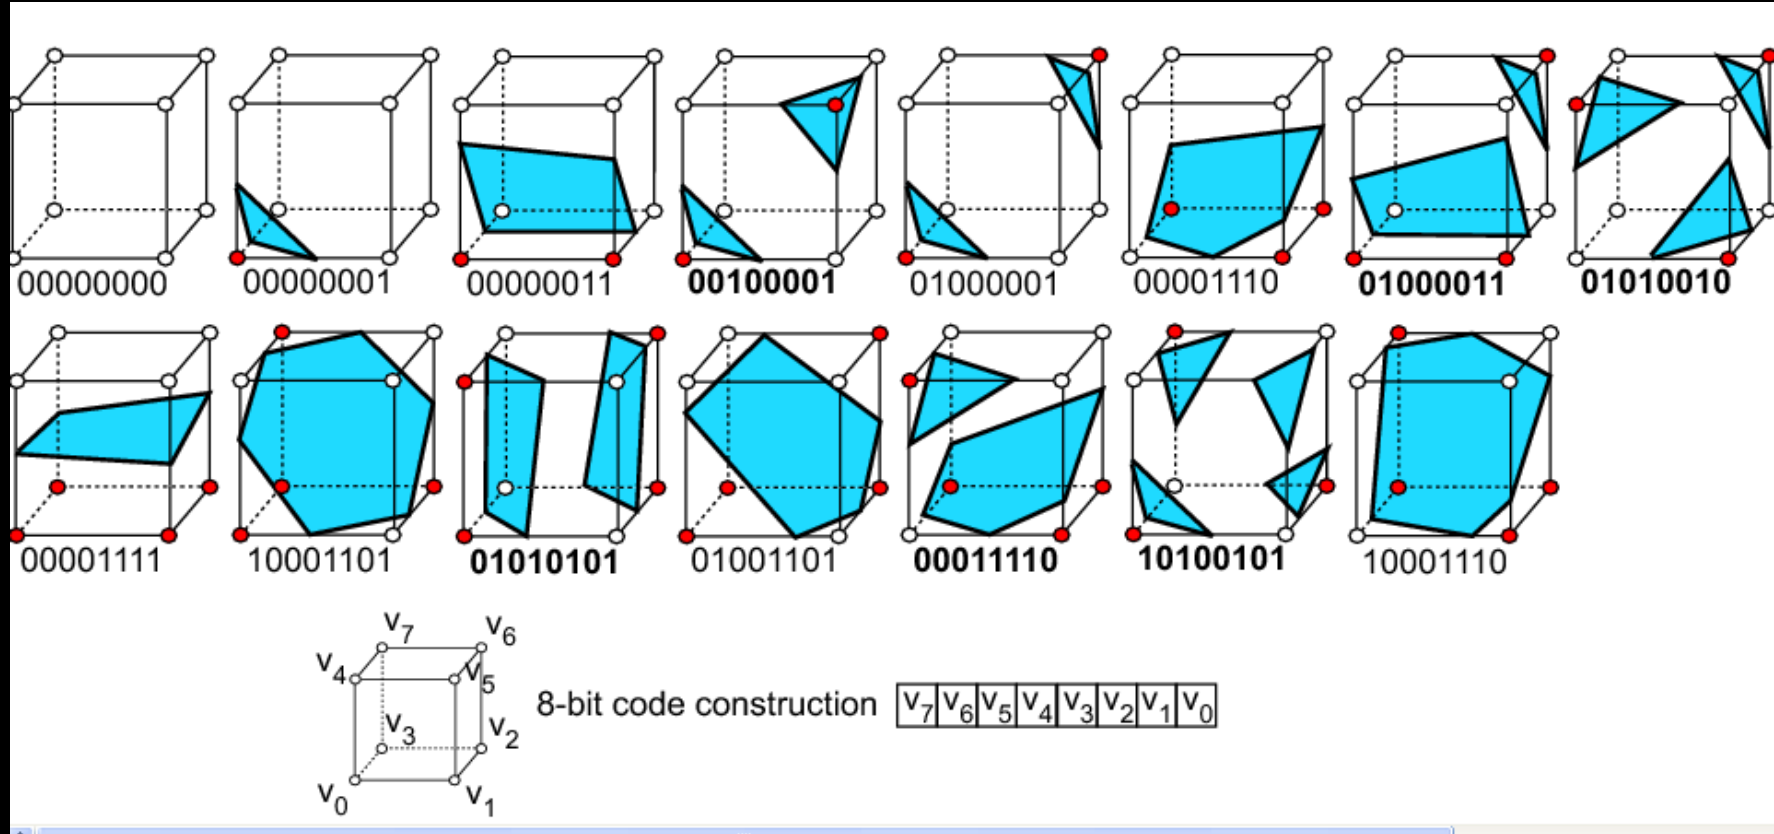 00000000 00000001 00000011 00100001 01000001 00001110 01000011 01010010
00001111 10001101 01010101 01001101 00011110 10100101 10001110
v7 v6
v4 v5
8-bit code construction v7 v6 v5 v4 v3 v2 v1 v0
v3 v2
v0 v1